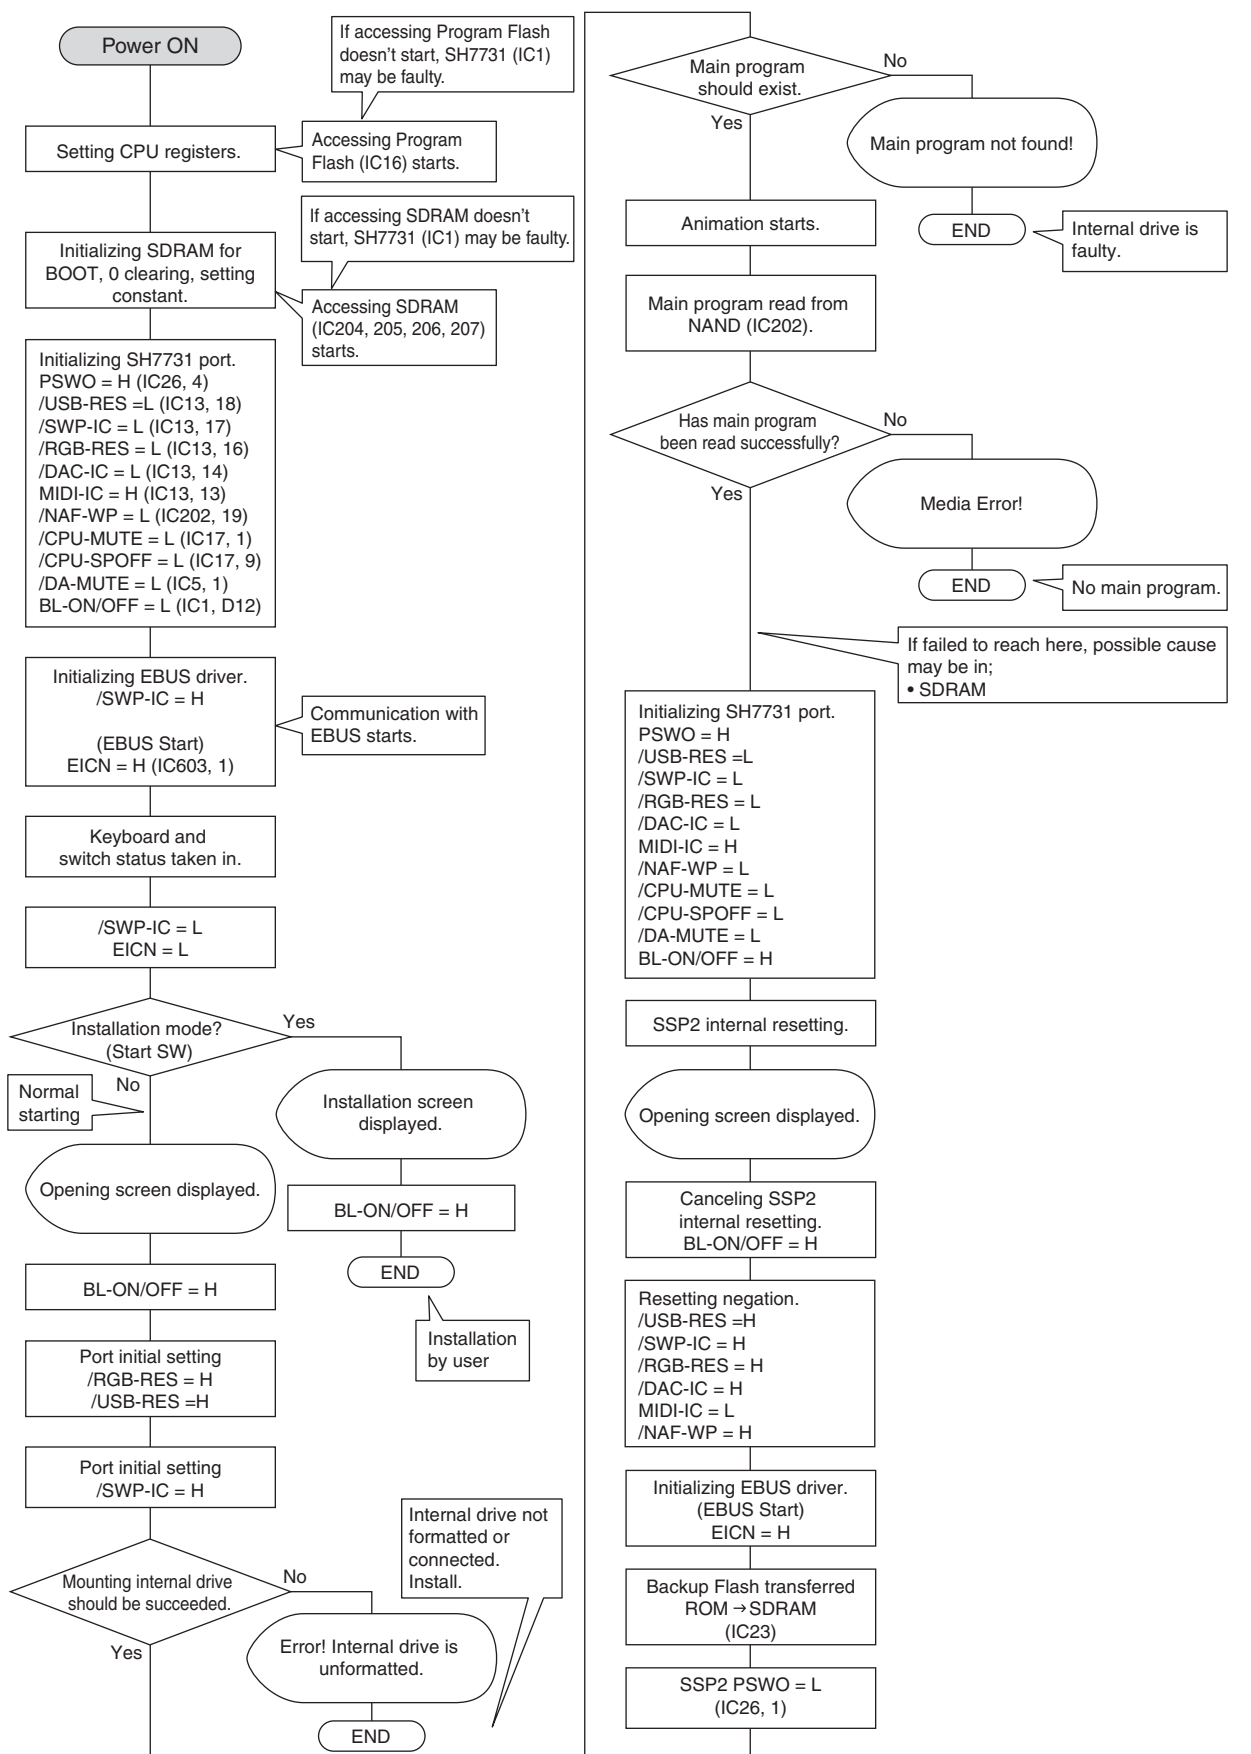 Power ON
If accessing Program Flash
doesn't start, SH7731 (IC1)
may be faulty.
Setting CPU registers.
Accessing Program
Flash (IC16) starts.
If accessing SDRAM doesn't
start, SH7731 (IC1) may be faulty.
Initializing SDRAM for
BOOT, 0 clearing, setting
constant.
Accessing SDRAM
(IC204, 205, 206, 207)
starts.
Initializing SH7731 port.
PSWO = H (IC26, 4)
/USB-RES =L (IC13, 18)
/SWP-IC = L (IC13, 17)
/RGB-RES = L (IC13, 16)
/DAC-IC = L (IC13, 14)
MIDI-IC = H (IC13, 13)
/NAF-WP = L (IC202, 19)
/CPU-MUTE = L (IC17, 1)
/CPU-SPOFF = L (IC17, 9)
/DA-MUTE = L (IC5, 1)
BL-ON/OFF = L (IC1, D12)
Initializing EBUS driver.
/SWP-IC = H
(EBUS Start)
EICN = H (IC603, 1)
Communication with
EBUS starts.
Keyboard and
switch status taken in.
/SWP-IC = L
EICN = L
Installation mode?
(Start SW)
Yes
No
Normal
starting
Installation screen
displayed.
Opening screen displayed.
BL-ON/OFF = H
END
Installation
by user
BL-ON/OFF = H
Port initial setting
/RGB-RES = H
/USB-RES =H
Port initial setting
/SWP-IC = H
Mounting internal drive
should be succeeded.
No
Yes
Internal drive not
formatted or
connected.
Install.
Error! Internal drive is
unformatted.
END
Main program
should exist.
No
Yes
Main program not found!
END
Internal drive is
faulty.
Animation starts.
Main program read from
NAND (IC202).
Has main program
been read successfully?
No
Yes
Media Error!
END
No main program.
If failed to reach here, possible cause
may be in;
• SDRAM
Initializing SH7731 port.
PSWO = H
/USB-RES =L
/SWP-IC = L
/RGB-RES = L
/DAC-IC = L
MIDI-IC = H
/NAF-WP = L
/CPU-MUTE = L
/CPU-SPOFF = L
/DA-MUTE = L
BL-ON/OFF = H
SSP2 internal resetting.
Opening screen displayed.
Canceling SSP2
internal resetting.
BL-ON/OFF = H
Resetting negation.
/USB-RES =H
/SWP-IC = H
/RGB-RES = H
/DAC-IC = H
MIDI-IC = L
/NAF-WP = H
Initializing EBUS driver.
(EBUS Start)
EICN = H
Backup Flash transferred
ROM → SDRAM
(IC23)
SSP2 PSWO = L
(IC26, 1)